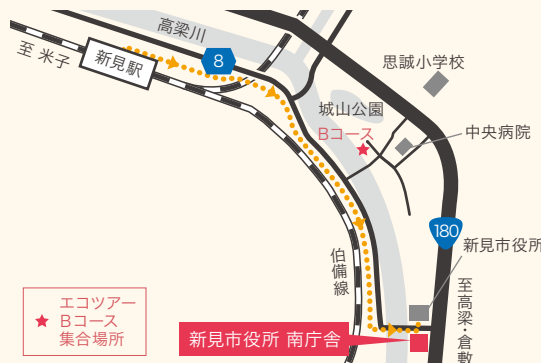 高梁川
至 米子
新見駅
8
思誠小学校
城山公園
Bコース
中央病院
180
新見市役所
伯備線
至高梁・倉敷
エコツアー
Bコース
集合場所
新見市役所 南庁舎